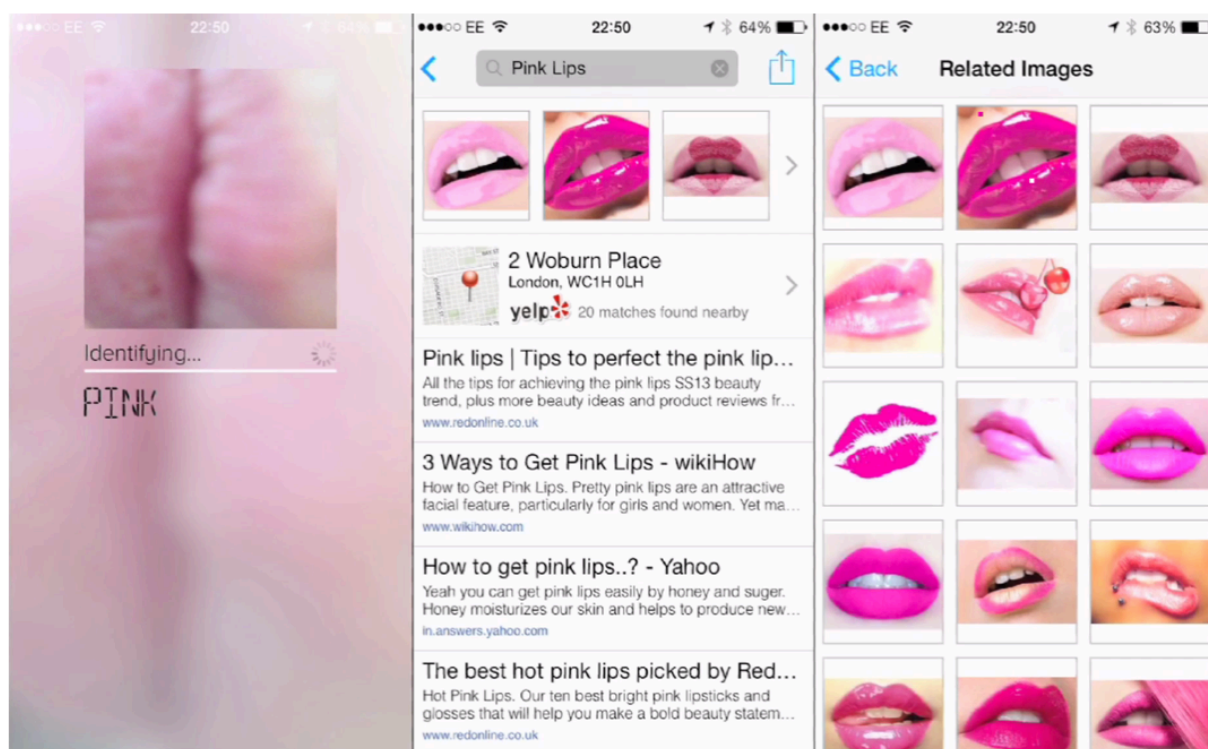 EE 22:50 64%
Identifying...
PINK
EE 22:50 64%
Pink Lips
2 Woburn Place
London, WC1H 0LH
yelp 20 matches found nearby
Pink lips | Tips to perfect the pink lip...
All the tips for achieving the pink lips SS13 beauty
trend, plus more beauty ideas and product reviews fr...
www.redonline.co.uk
3 Ways to Get Pink Lips - wikiHow
How to Get Pink Lips. Pretty pink lips are an attractive
facial feature, particularly for girls and women. Yet ma...
www.wikihow.com
How to get pink lips..? - Yahoo
Yeah you can get pink lips easily by honey and suger.
Honey moisturizes our skin and helps to produce new...
in.answers.yahoo.com
The best hot pink lips picked by Red...
Hot Pink Lips. Our ten best bright pink lipsticks and
glosses that will help you make a bold beauty statem...
www.redonline.co.uk
EE 22:50 63%
Back Related Images